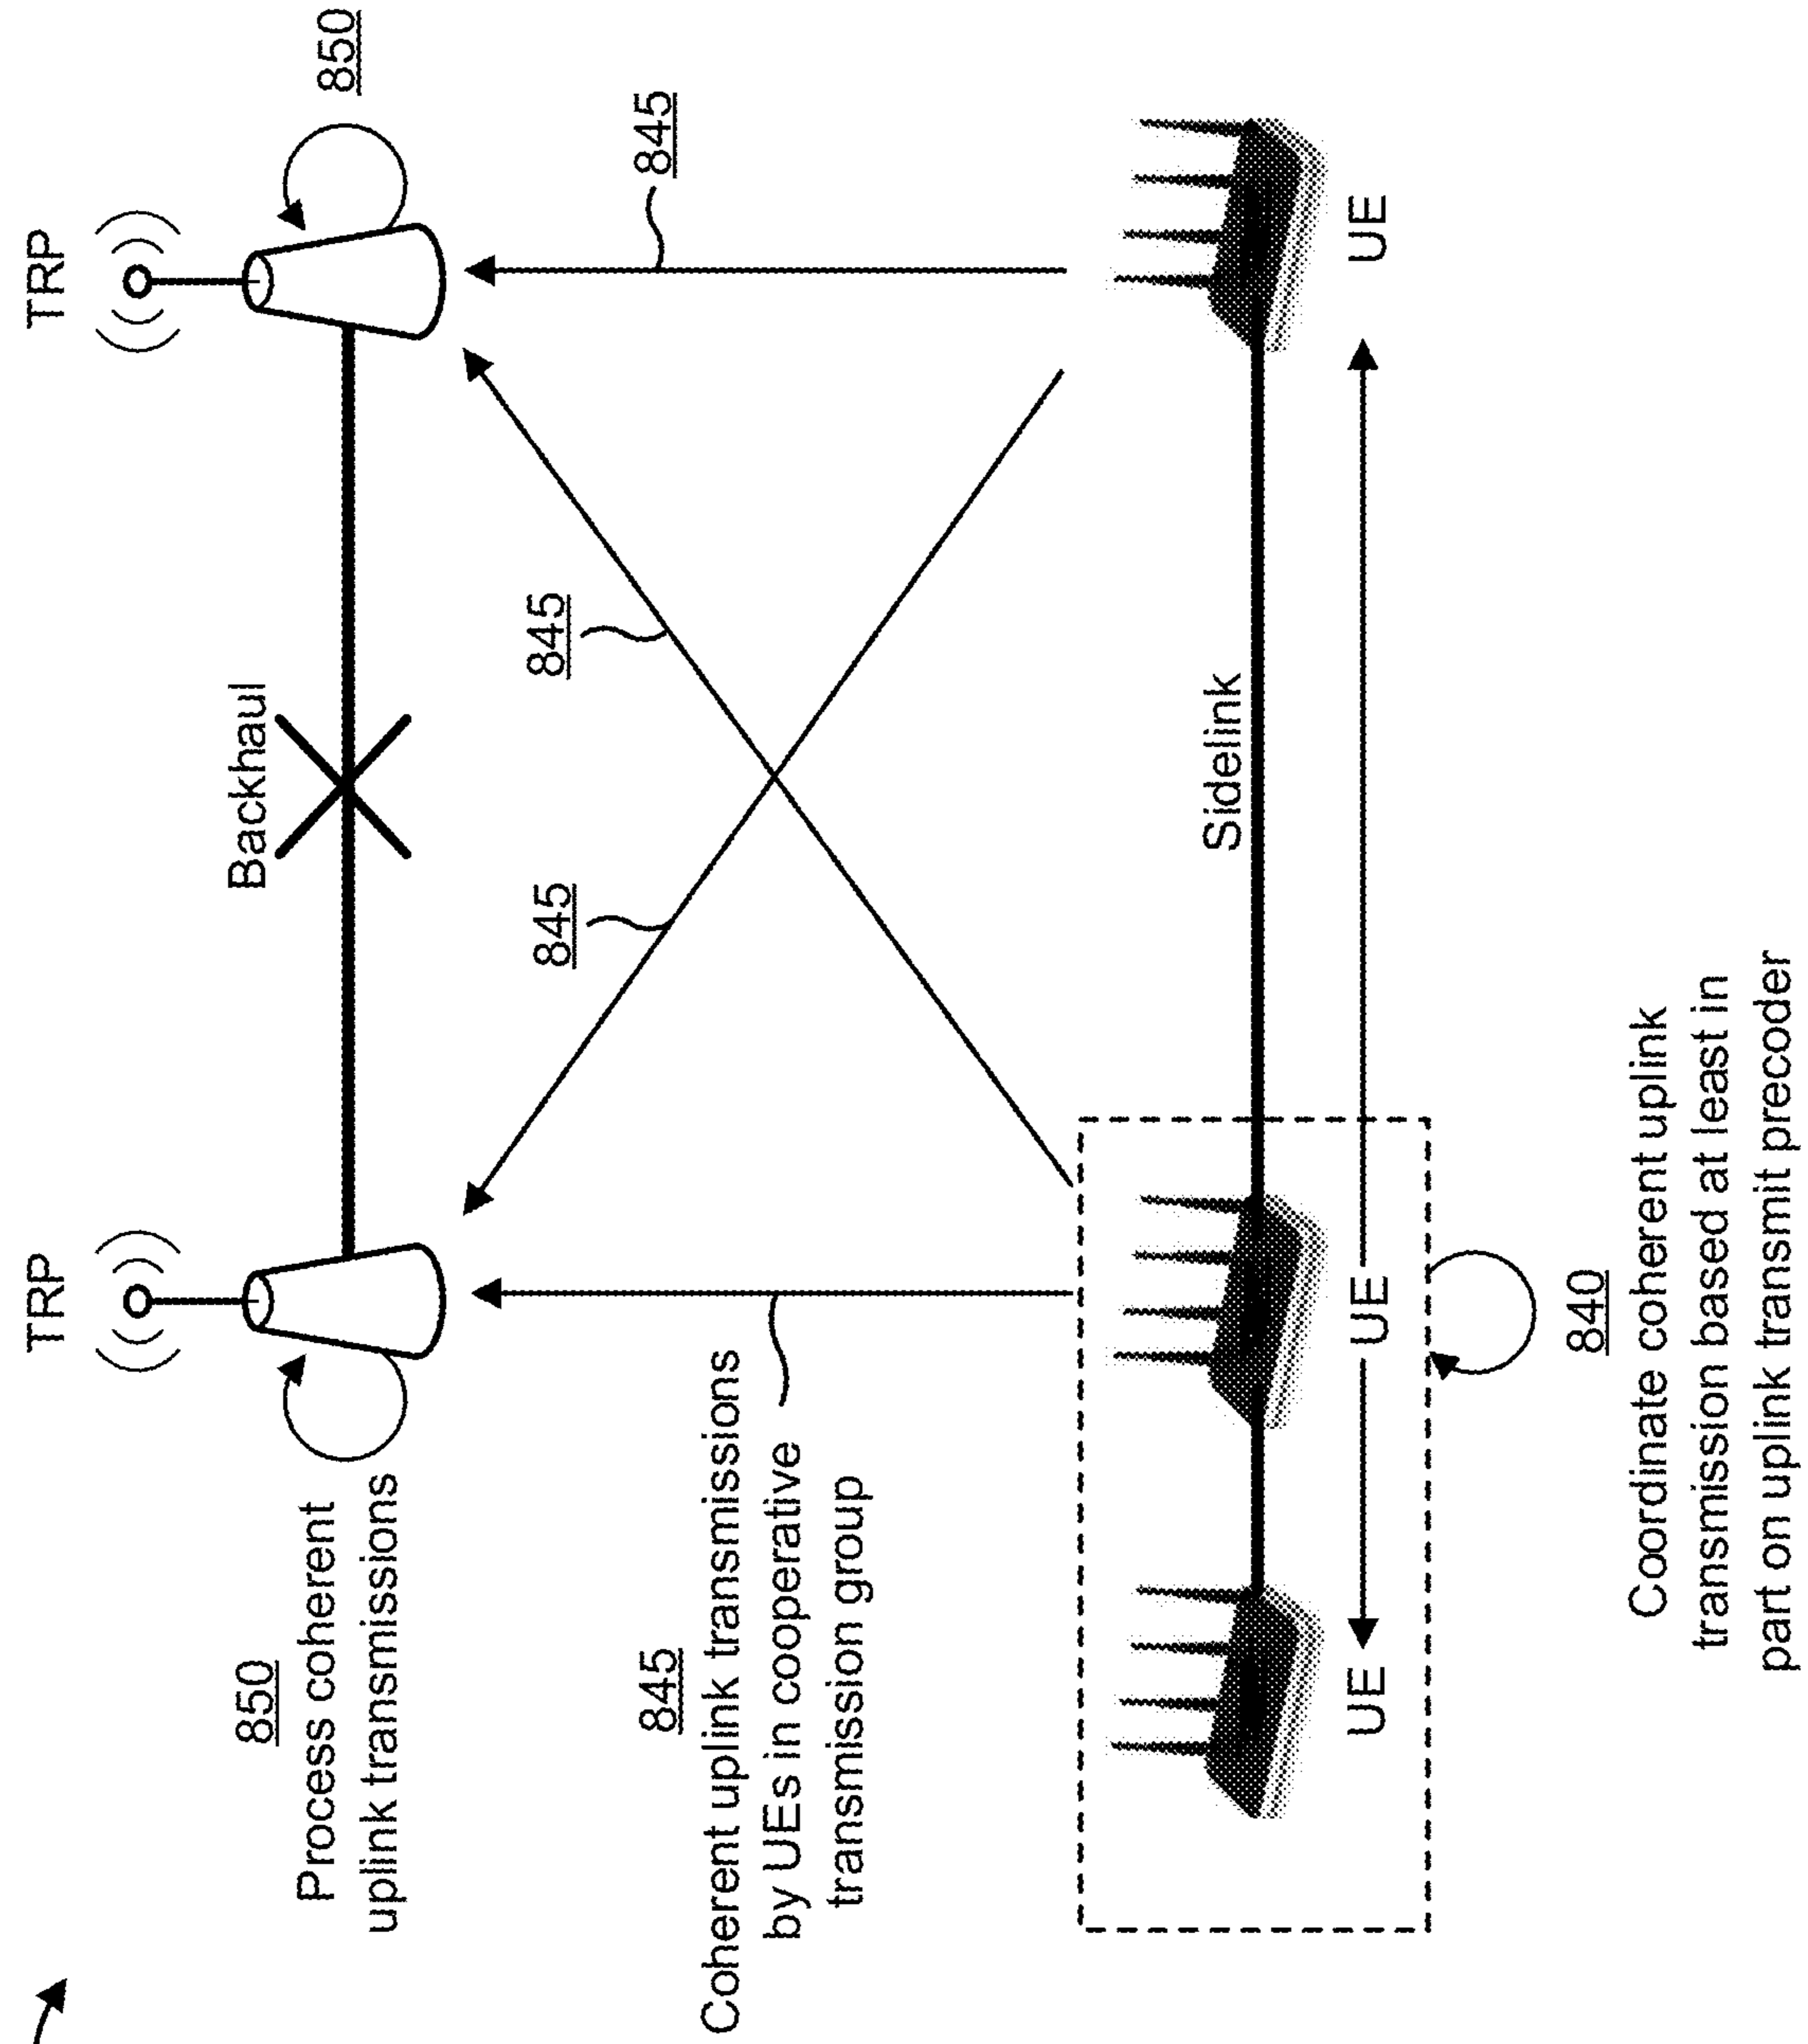 TRP
TRP
850
Process coherent
uplink transmissions
850
Backhaul
845
Coherent uplink transmissions
by UEs in cooperative
transmission group
845
845
845
Sidelink
UE
UE
UE
840
Coordinate coherent uplink
transmission based at least in
part on uplink transmit precoder